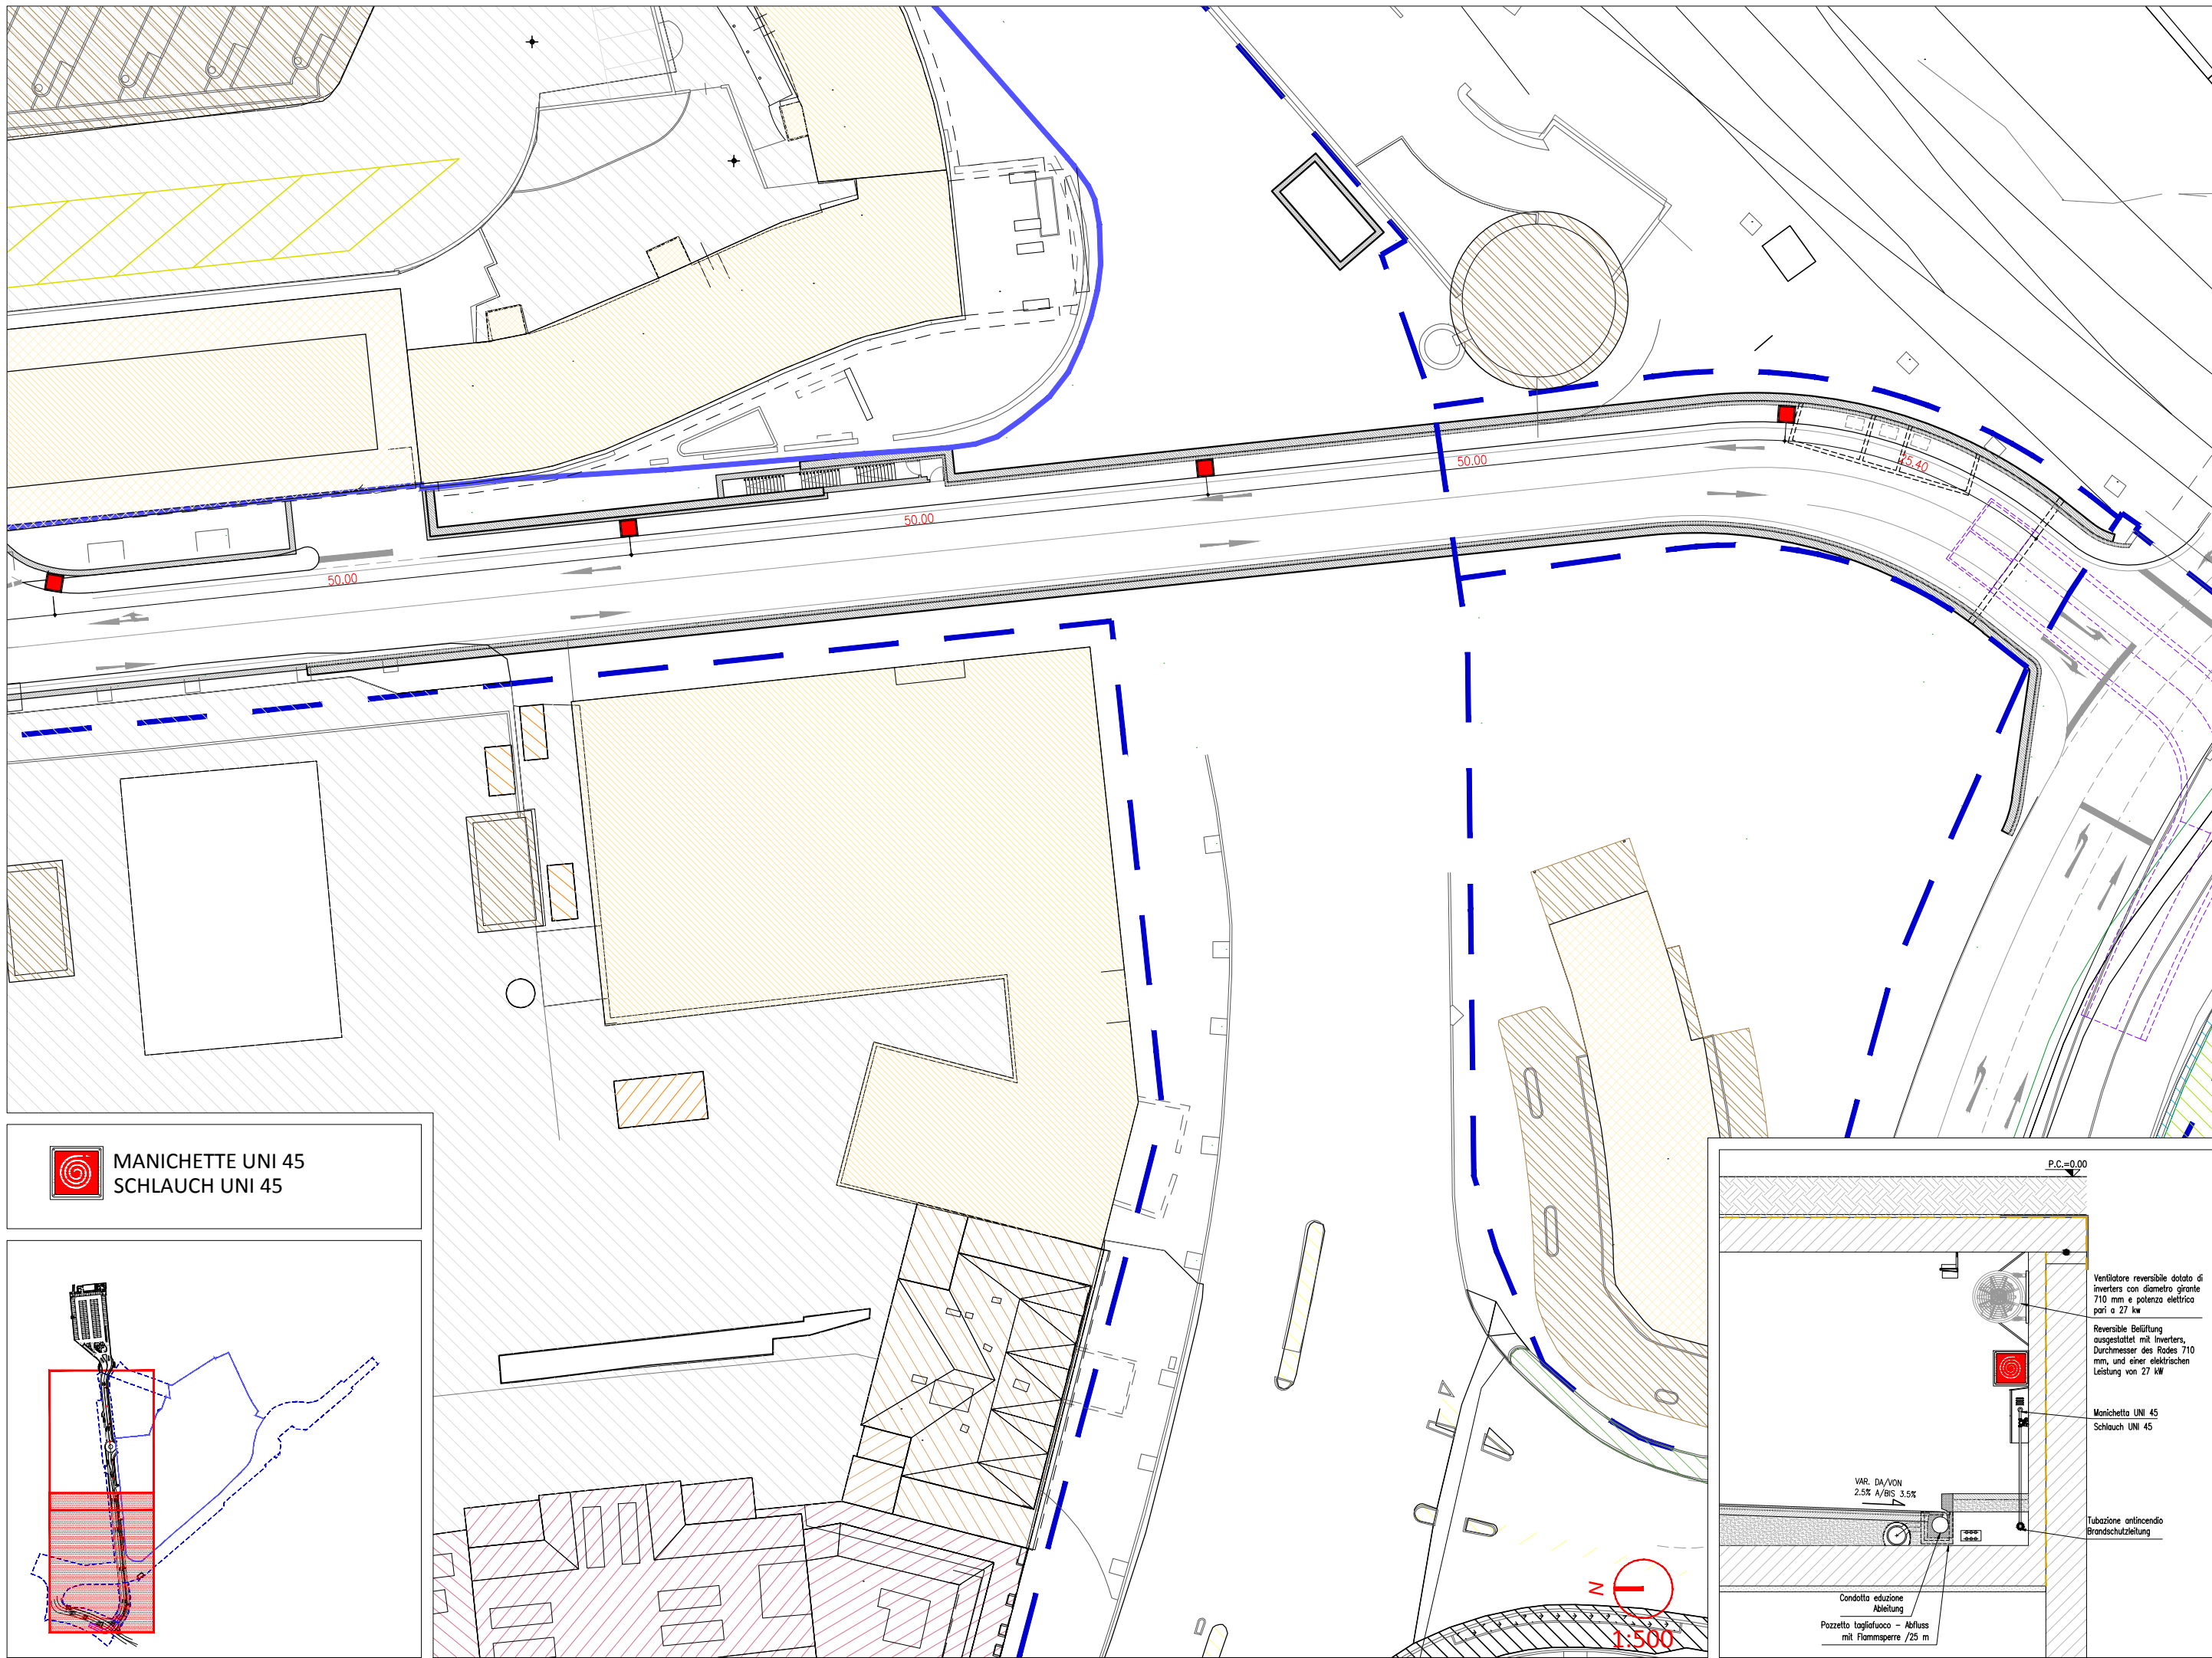 50.00
50.00
50.00
25.40
MANICHETTE UNI 45
SCHLAUCH UNI 45
N
1:500
P.C.=0.00
Ventilatore reversibile dotato di
inverters con diametro girante
710 mm e potenza elettrica
pari a 27 kw
Reversible Belüftung
ausgestattet mit Inverters,
Durchmesser des Rades 710
mm, und einer elektrischen
Leistung von 27 kW
Manichetta UNI 45
Schlauch UNI 45
VAR. DA/VON
2.5% A/BIS 3.5%
Tubazione antincendio
Brandschutzleitung
Condotta eduzione
Ableitung
Pozzetto tagliafuoco - Abfluss
mit Flammsperre /25 m